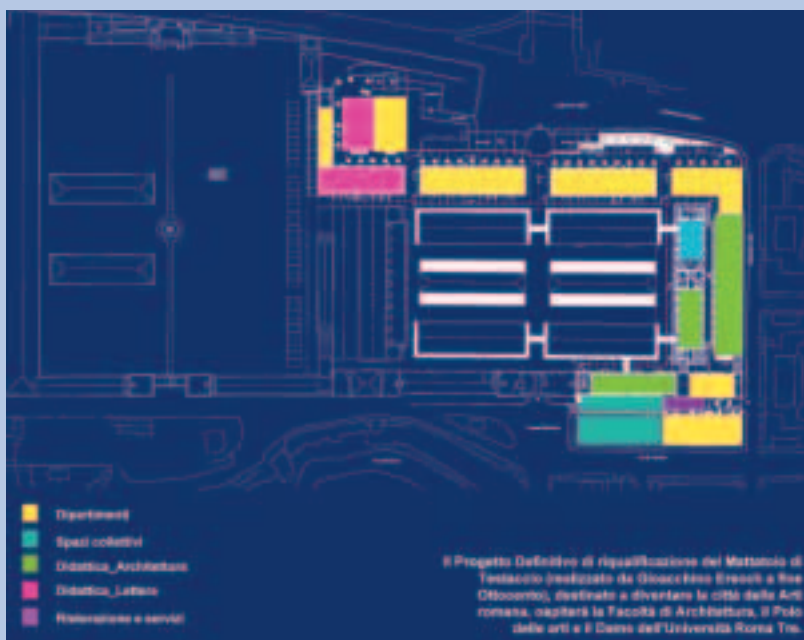 Dipartimenti
Spazi collettivi
Didattica_Architettura
Didattica_Lettere
Ristorazione e servizi
Il Progetto Definitivo di riqualificazione del Mattatoio di
Testaccio (realizzato da Gioacchino Ersoch a fine
Ottocento), destinato a diventare la città delle Arti
romana, ospiterà la Facoltà di Architettura, il Polo
delle arti e il Dams dell'Università Roma Tre.